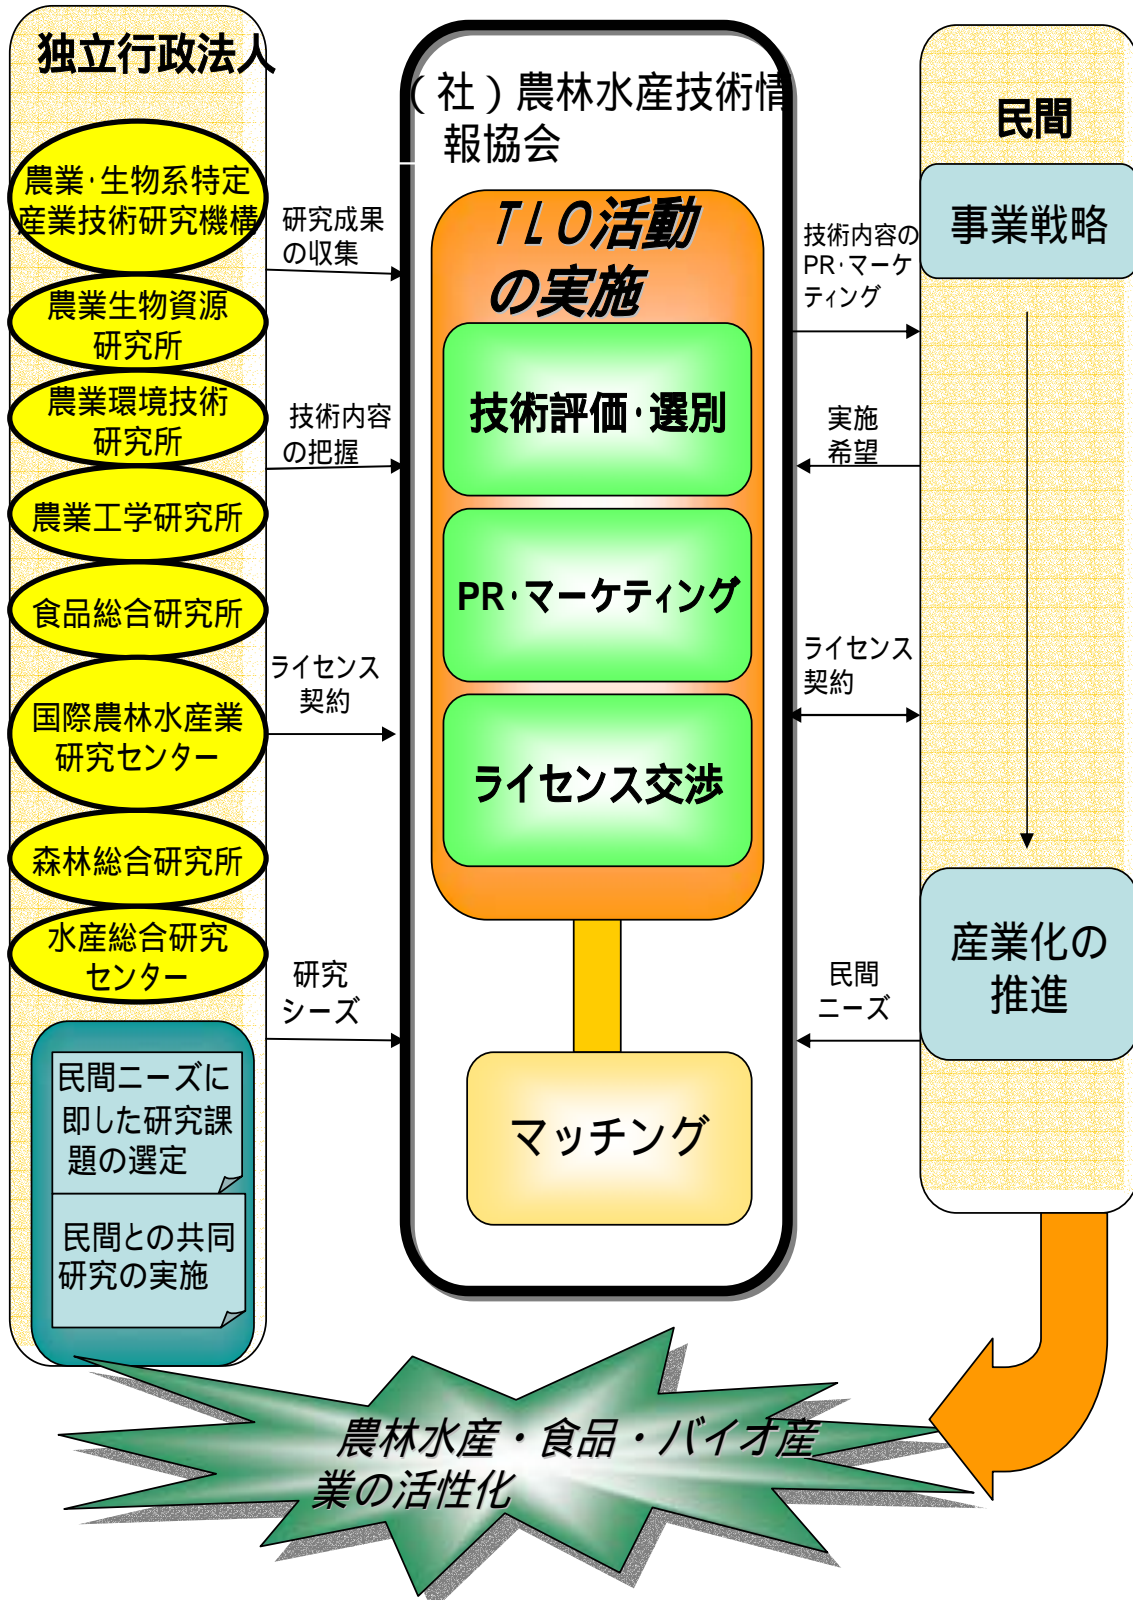 独立行政法人
農業・生物系特定
産業技術研究機構
農業生物資源
研究所
農業環境技術
研究所
農業工学研究所
食品総合研究所
国際農林水産業
研究センター
森林総合研究所
水産総合研究
センター
民間ニーズに
即した研究課
題の選定
民間との共同
研究の実施
研究成果
の収集
技術内容
の把握
ライセンス
契約
研究
シーズ
（社）農林水産技術情
報協会
TLO活動
の実施
技術評価・選別
PR・マーケティング
ライセンス交渉
マッチング
技術内容の
PR・マーケ
ティング
実施
希望
ライセンス
契約
民間
ニーズ
民間
事業戦略
産業化の
推進
農林水産・食品・バイオ産
業の活性化